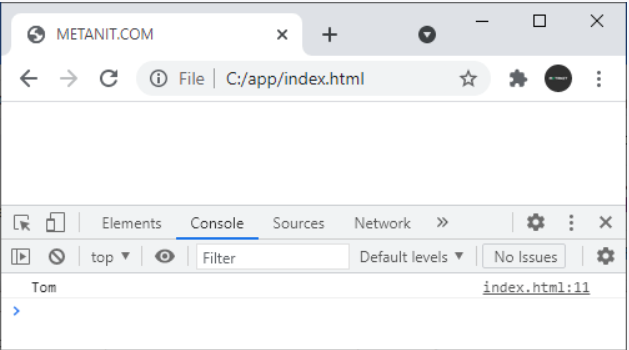 METANIT.COM
File C:/app/index.html
Elements Console Sources Network
top Filter Default levels No Issues
Tom index.html:11